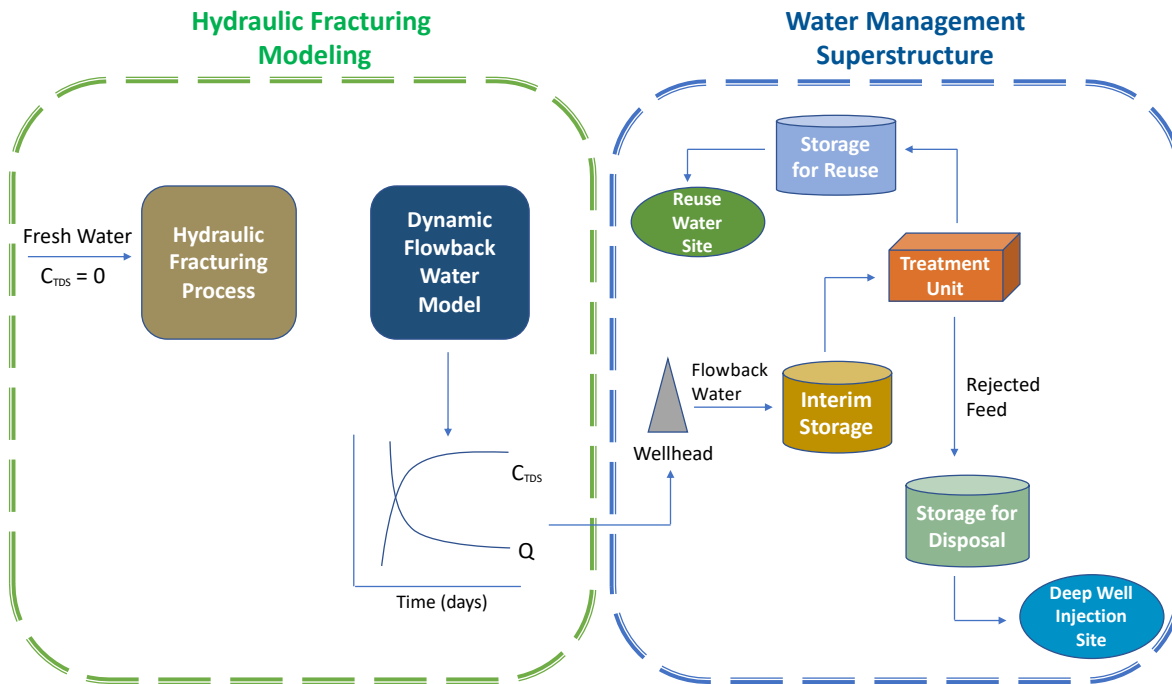 Hydraulic Fracturing
Modeling
Water Management
Superstructure
Fresh Water
C_TDS = 0
Hydraulic
Fracturing
Process
Dynamic
Flowback
Water
Model
C_TDS
Q
Time (days)
Storage
for Reuse
Reuse
Water
Site
Treatment
Unit
Flowback
Water
Wellhead
Interim
Storage
Rejected
Feed
Storage for
Disposal
Deep Well
Injection
Site